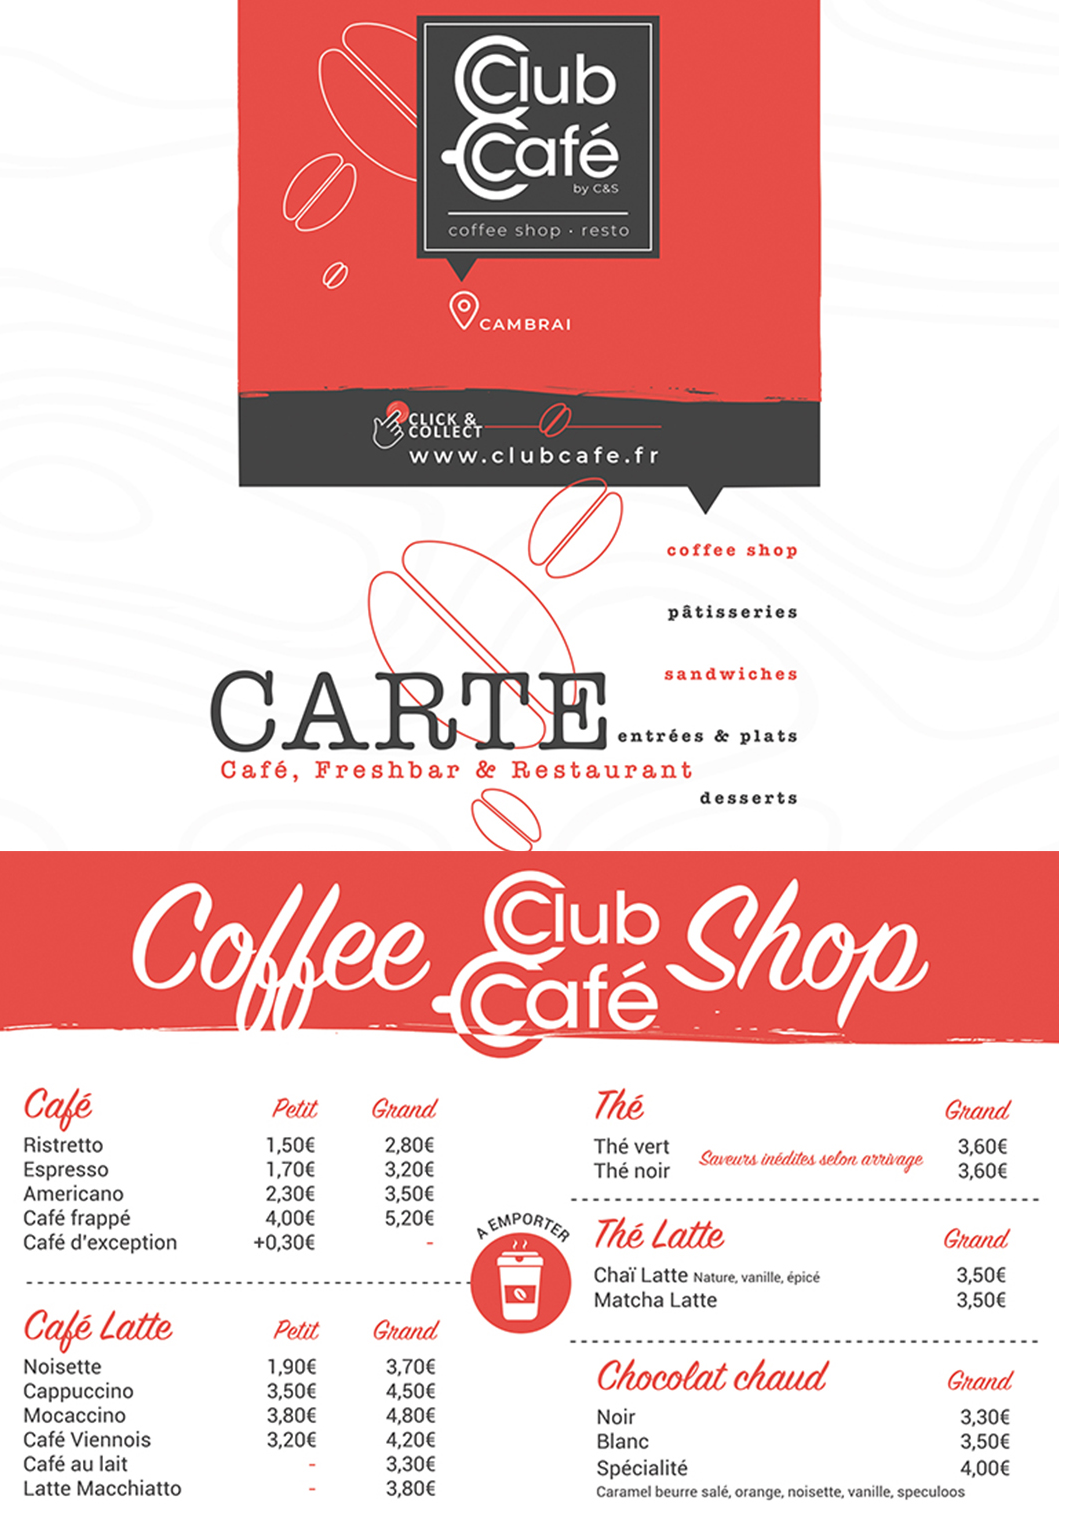 Club
Café
by C&S
coffee shop · resto
CAMBRAI
CLICK &
COLLECT
www.clubcafe.fr
coffee shop
pâtisseries
sandwiches
CARTE
entrées & plats
Café, Freshbar & Restaurant
desserts
Coffee Club Café Shop
Café Petit Grand
Ristretto 1,50€ 2,80€
Espresso 1,70€ 3,20€
Americano 2,30€ 3,50€
Café frappé 4,00€ 5,20€
Café d'exception +0,30€ -
A EMPORTER
Café Latte Petit Grand
Noisette 1,90€ 3,70€
Cappuccino 3,50€ 4,50€
Mocaccino 3,80€ 4,80€
Café Viennois 3,20€ 4,20€
Café au lait - 3,30€
Latte Macchiatto - 3,80€
Thé Grand
Thé vert 3,60€
Saveurs inédites selon arrivage
Thé noir 3,60€
Thé Latte Grand
Chaï Latte Nature, vanille, épicé 3,50€
Matcha Latte 3,50€
Chocolat chaud Grand
Noir 3,30€
Blanc 3,50€
Spécialité 4,00€
Caramel beurre salé, orange, noisette, vanille, speculoos